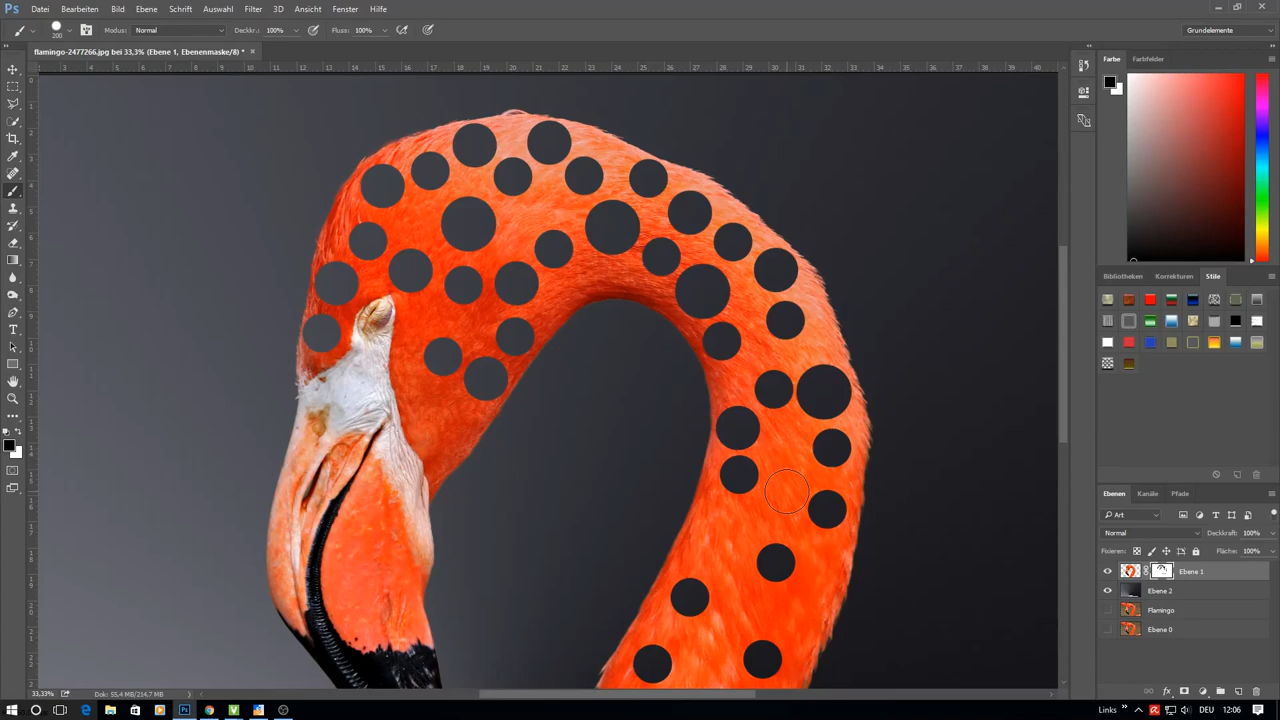 Ps Datei Bearbeiten Bild Ebene Schrift Auswahl Filter 3D Ansicht Fenster Hilfe
200 Modus: Normal Deckkr.: 100% Fluss: 100% Grundelemente
flamingo-2477266.jpg bei 33,3% (Ebene 1, Ebenenmaske/8) * ×
Farbe Farbfelder
Bibliotheken Korrekturen Stile
Ebenen Kanäle Pfade
Art
Normal Deckkraft: 100%
Fixieren: Fläche: 100%
Ebene 1
Ebene 2
Flamingo
Ebene 0
33,33% Dok: 55,4 MB/214,7 MB
Links DEU 12:06